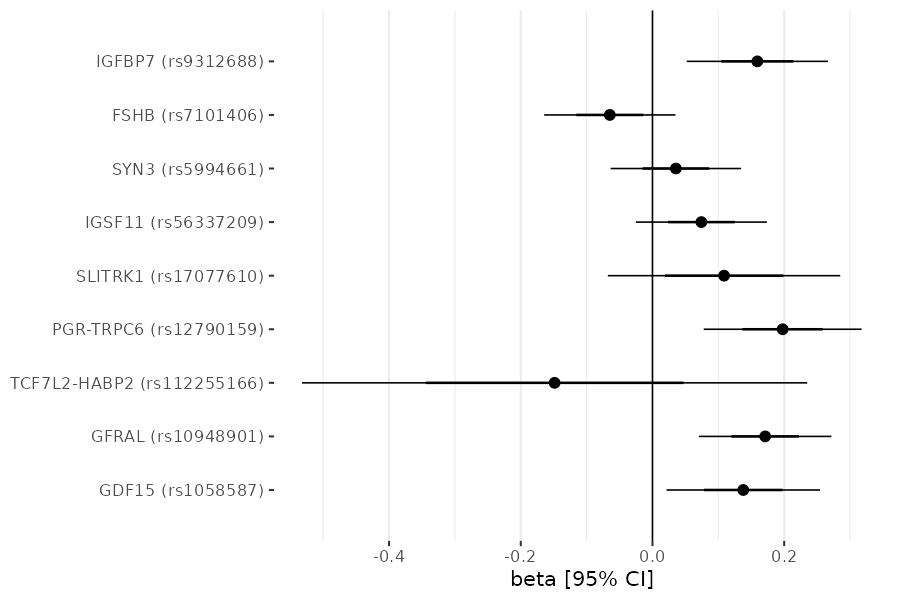 IGFBP7 (rs9312688)
FSHB (rs7101406)
SYN3 (rs5994661)
IGSF11 (rs56337209)
SLITRK1 (rs17077610)
PGR-TRPC6 (rs12790159)
TCF7L2-HABP2 (rs112255166)
GFRAL (rs10948901)
GDF15 (rs1058587)
-0.4 -0.2 0.0 0.2
beta [95% CI]